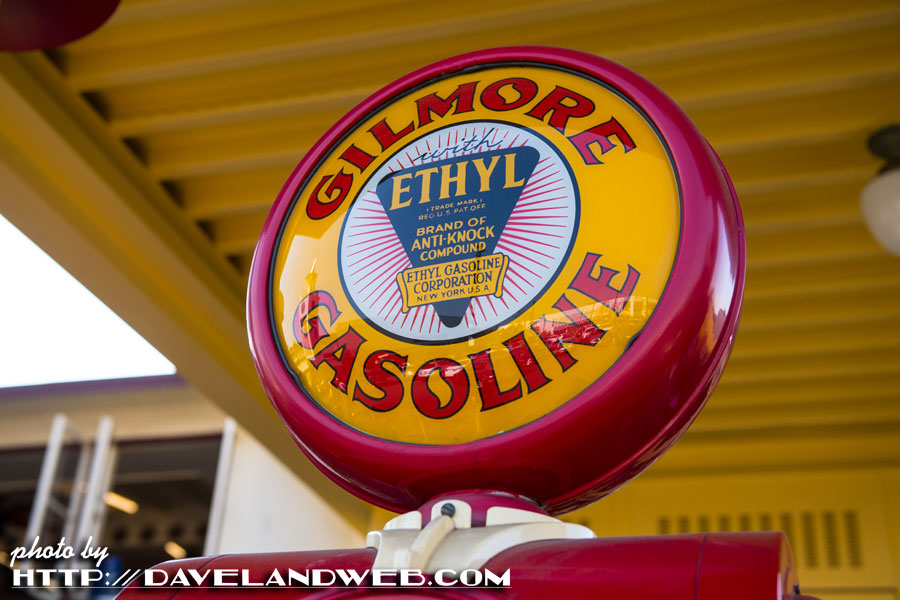 GILMORE
with
ETHYL
TRADE MARK
REG. U.S. PAT. OFF.
BRAND OF
ANTI-KNOCK
COMPOUND
ETHYL GASOLINE
CORPORATION
NEW YORK U.S.A.
GASOLINE
photo by
HTTP://DAVELANDWEB.COM